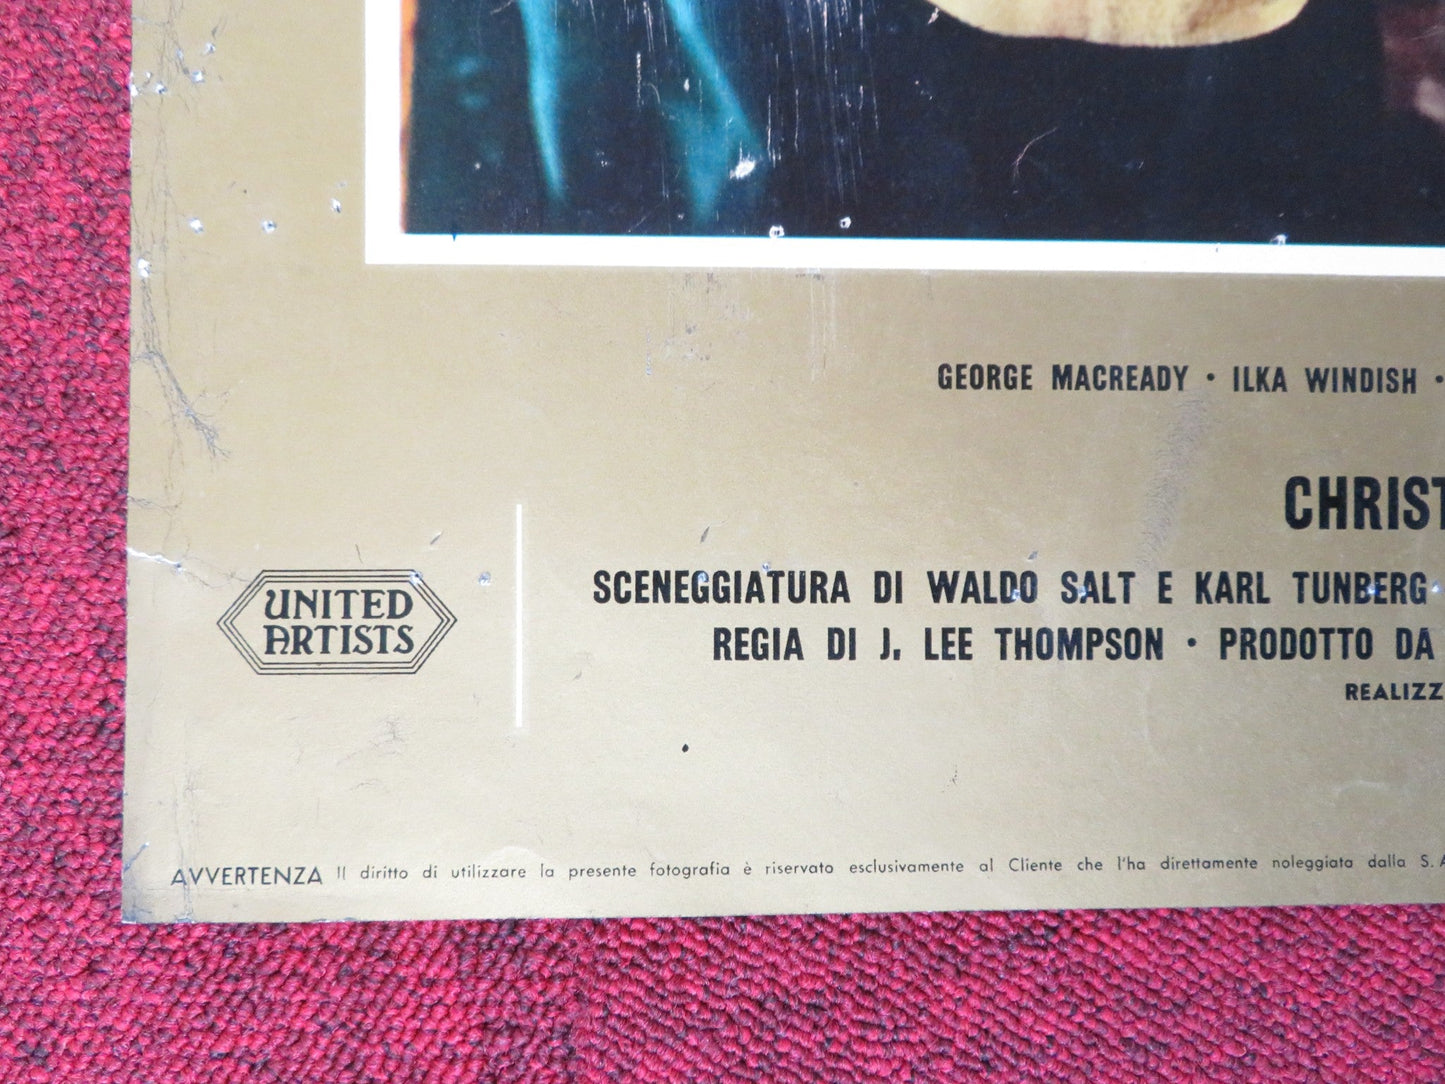 GEORGE MACREADY • ILKA WINDISH •
CHRIST
SCENEGGIATURA DI WALDO SALT E KARL TUNBERG •
REGIA DI J. LEE THOMPSON • PRODOTTO DA
REALIZZ
UNITED
ARTISTS
AVVERTENZA Il diritto di utilizzare la presente fotografia è riservato esclusivamente al Cliente che l'ha direttamente noleggiata dalla S. A